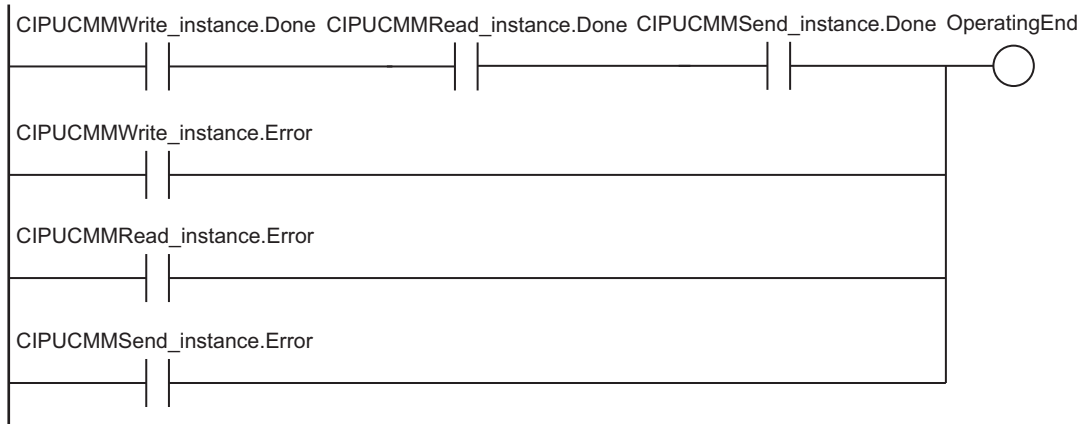 CIPUCMMWrite_instance.Done CIPUCMMRead_instance.Done CIPUCMMSend_instance.Done OperatingEnd
CIPUCMMWrite_instance.Error
CIPUCMMRead_instance.Error
CIPUCMMSend_instance.Error